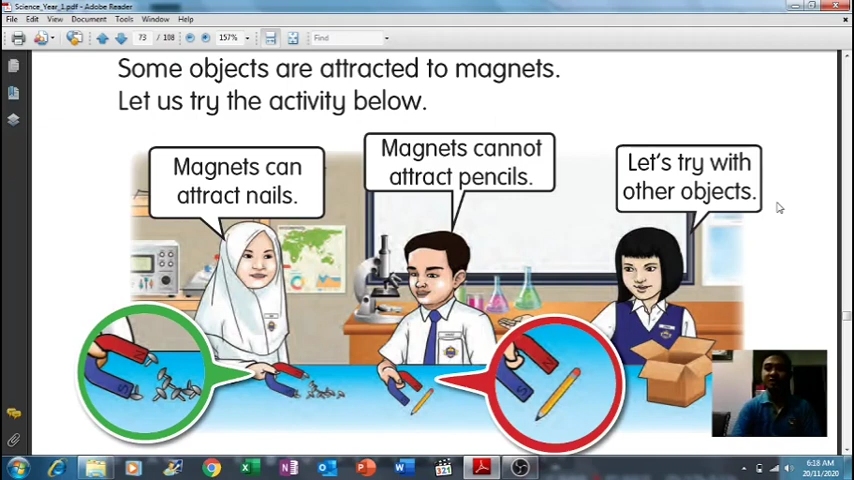 Science_Year_1.pdf - Adobe Reader
File Edit View Document Tools Window Help
73 / 108 157% Find
Some objects are attracted to magnets.
Let us try the activity below.
Magnets can
attract nails.
Magnets cannot
attract pencils.
Let's try with
other objects.
N
S
N
S
321
6:18 AM
20/11/2020